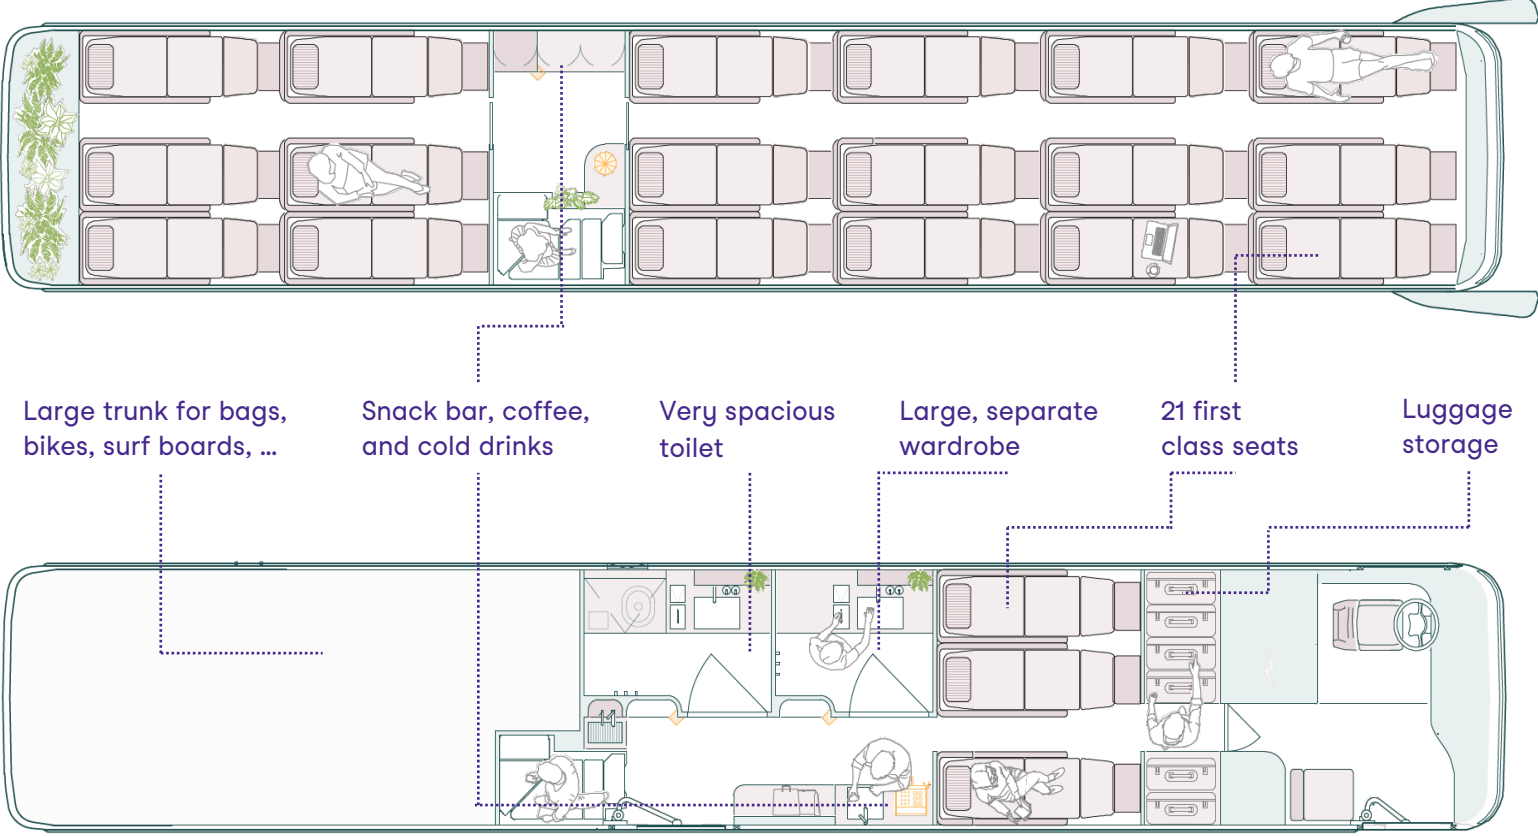 Large trunk for bags,
bikes, surf boards, ...
Snack bar, coffee,
and cold drinks
Very spacious
toilet
Large, separate
wardrobe
21 first
class seats
Luggage
storage